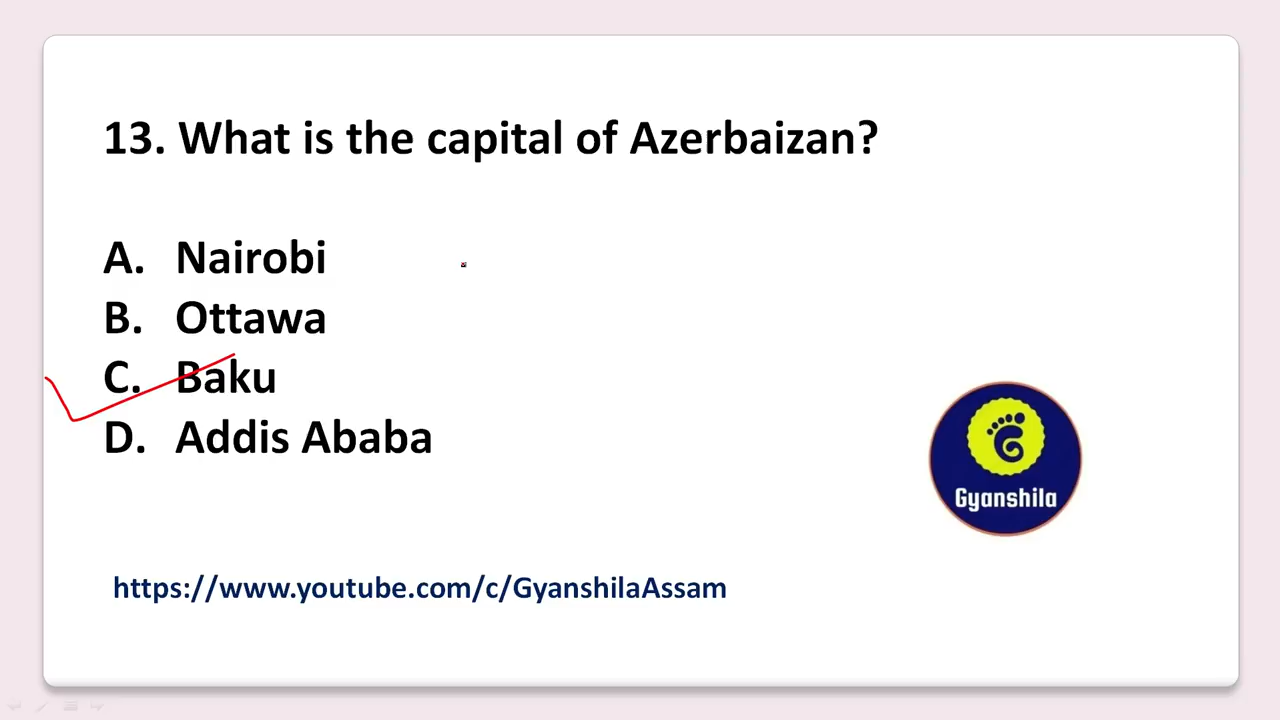 13. What is the capital of Azerbaizan?
A. Nairobi
B. Ottawa
C. Baku
D. Addis Ababa
Gyanshila
https://www.youtube.com/c/GyanshilaAssam